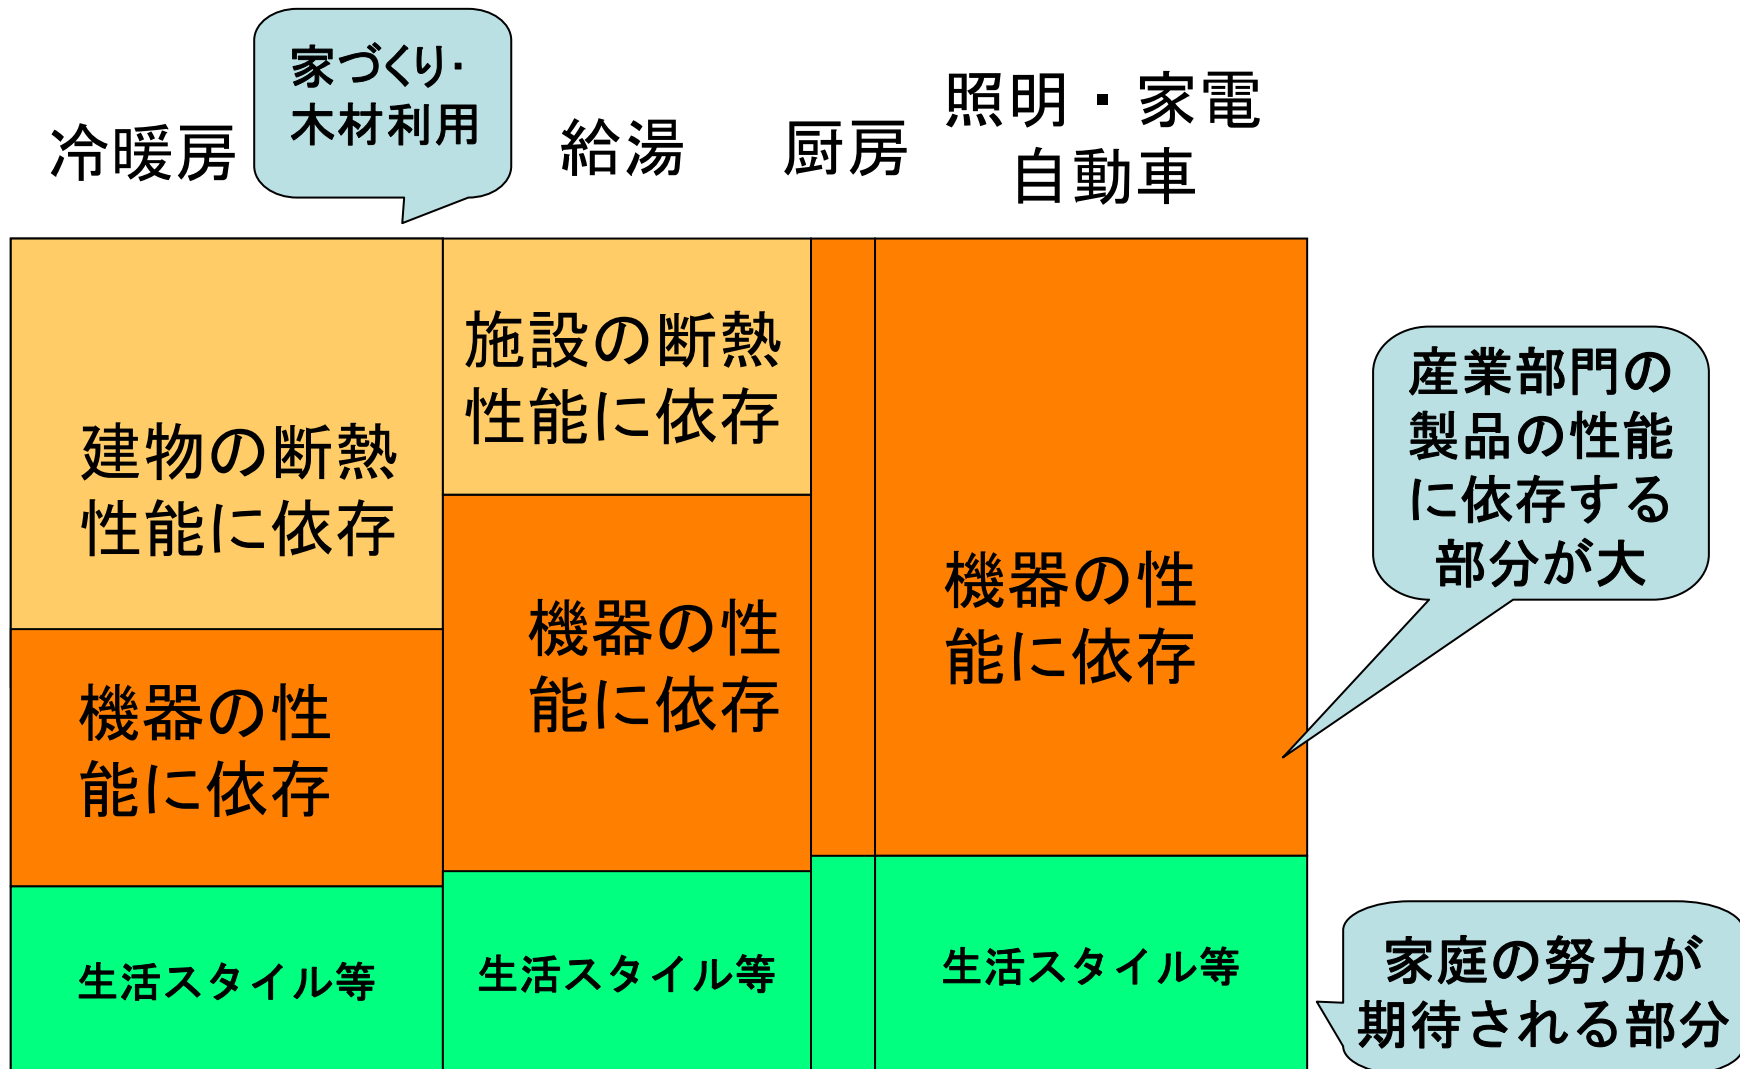 家づくり・
木材利用
冷暖房
給湯
厨房
照明・家電
自動車
建物の断熱
性能に依存
施設の断熱
性能に依存
機器の性
能に依存
機器の性
能に依存
機器の性
能に依存
産業部門の
製品の性能
に依存する
部分が大
生活スタイル等
生活スタイル等
生活スタイル等
家庭の努力が
期待される部分